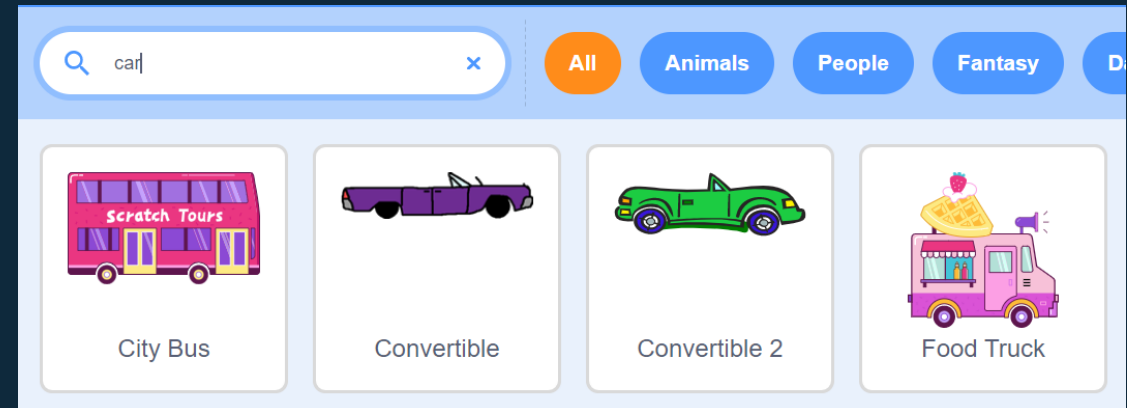 car
All
Animals
People
Fantasy
Scratch Tours
City Bus
Convertible
Convertible 2
Food Truck